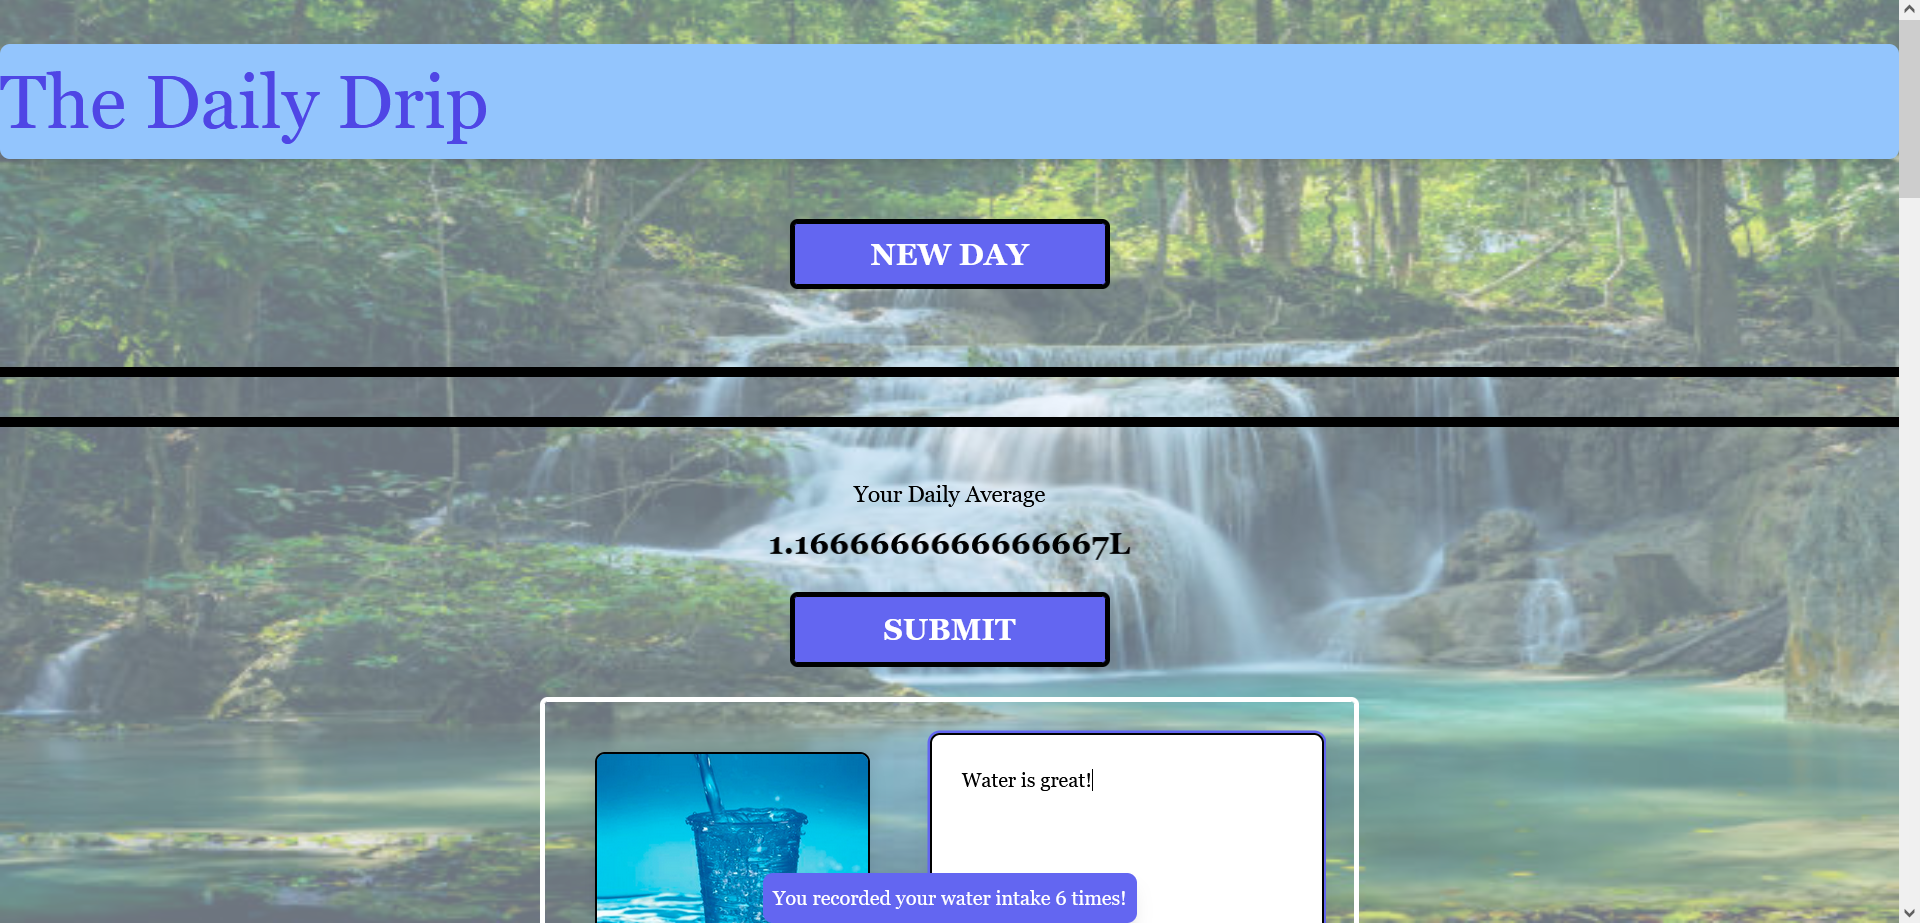 The Daily Drip
NEW DAY
Your Daily Average
1.1666666666666667L
SUBMIT
Water is great!
You recorded your water intake 6 times!